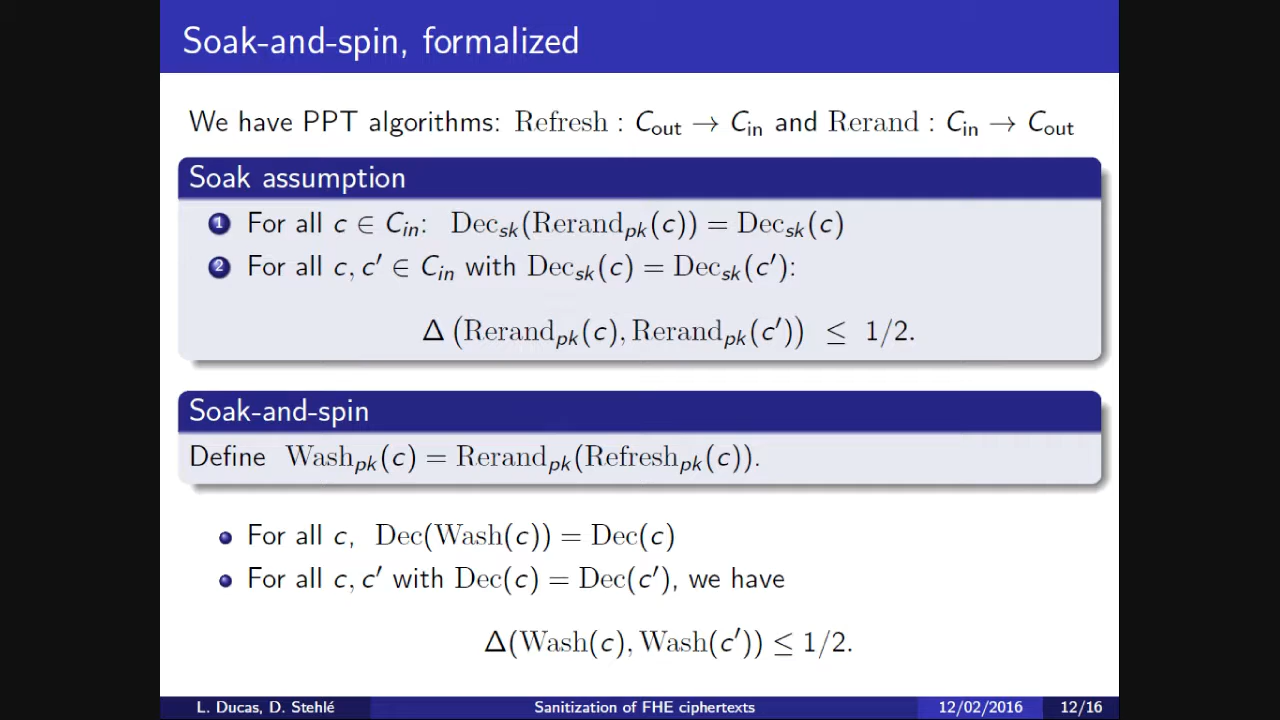 Soak-and-spin, formalized
We have PPT algorithms: Refresh : C_out → C_in and Rerand : C_in → C_out
Soak assumption
1 For all c ∈ C_in: Dec_sk(Rerand_pk(c)) = Dec_sk(c)
2 For all c, c′ ∈ C_in with Dec_sk(c) = Dec_sk(c′):
Δ (Rerand_pk(c), Rerand_pk(c′)) ≤ 1/2.
Soak-and-spin
Define Wash_pk(c) = Rerand_pk(Refresh_pk(c)).
For all c, Dec(Wash(c)) = Dec(c)
For all c, c′ with Dec(c) = Dec(c′), we have
Δ(Wash(c), Wash(c′)) ≤ 1/2.
L. Ducas, D. Stehlé Sanitization of FHE ciphertexts 12/02/2016 12/16